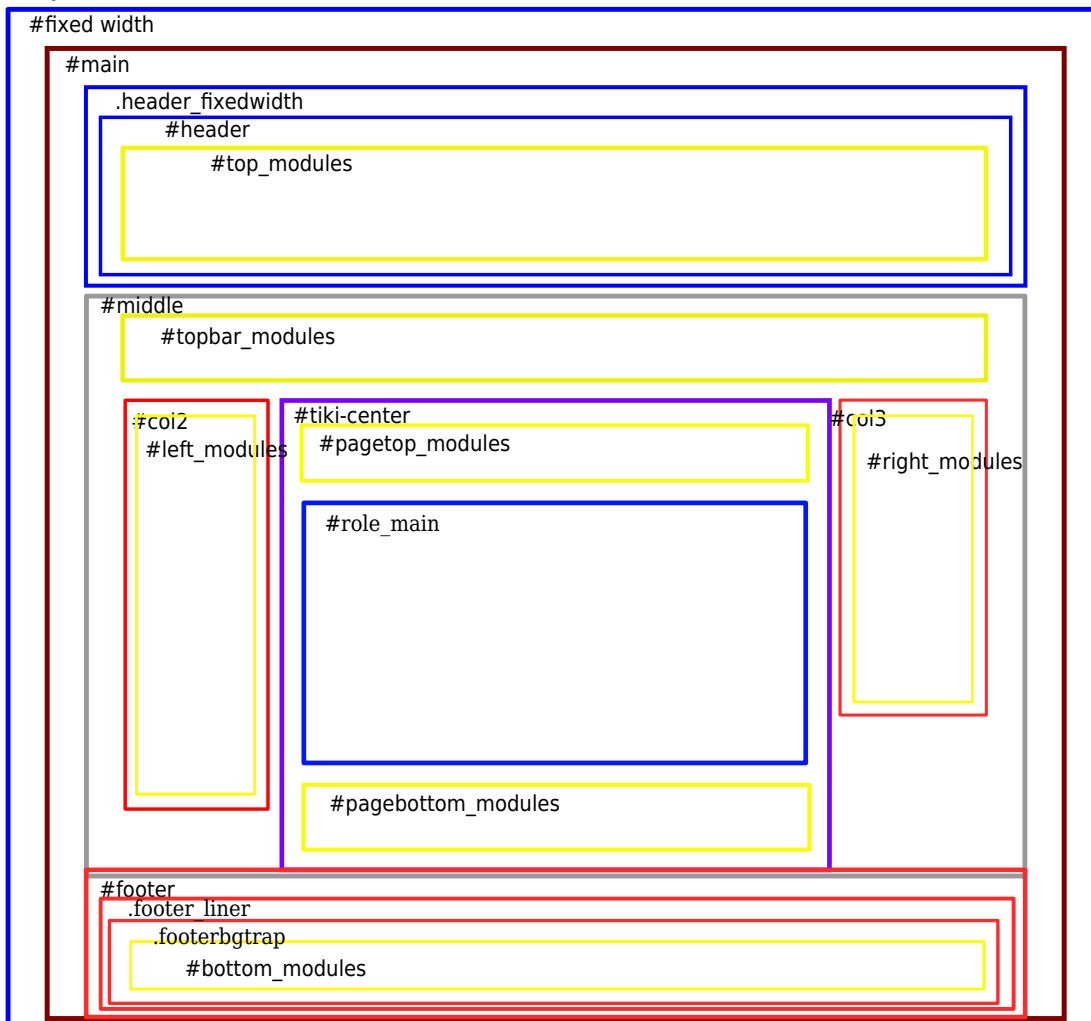 #fixed width
#main
.header_fixedwidth
#header
#top_modules
#middle
#topbar_modules
#col2
#left_modules
#tiki-center
#pagetop_modules
#role_main
#pagebottom_modules
#col3
#right_modules
#footer
.footer_liner
.footerbgtrap
#bottom_modules